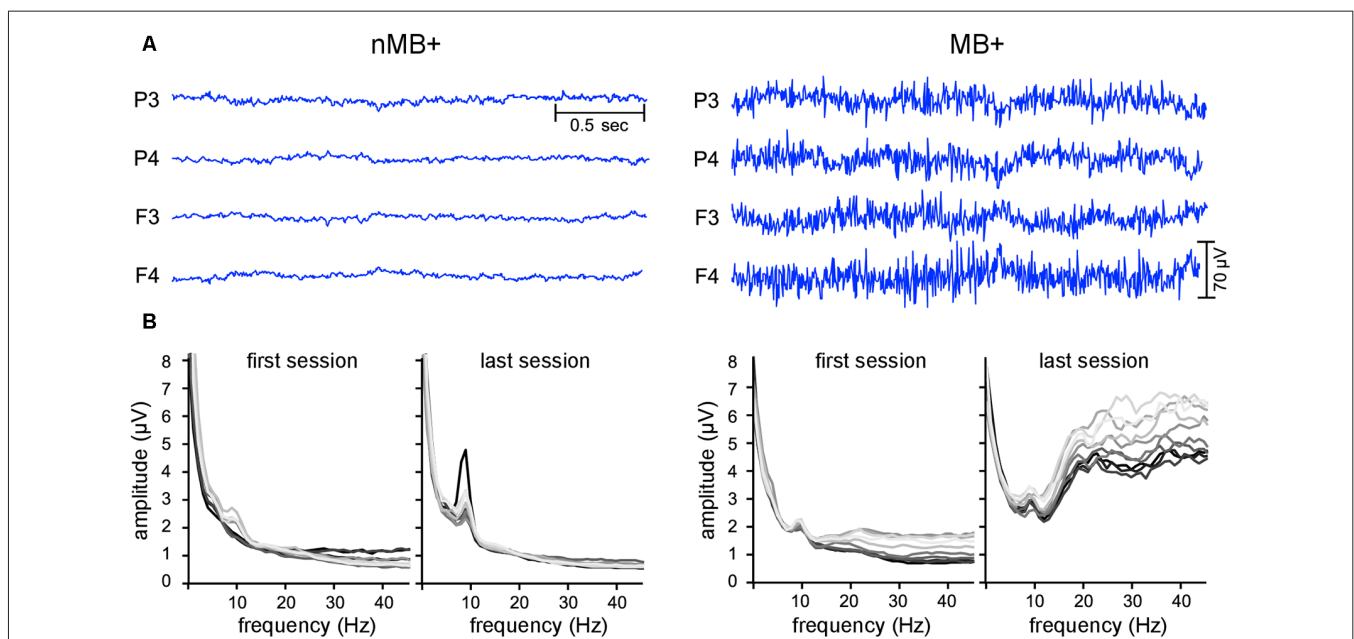 A
nMB+
MB+
P3
0.5 sec
P4
F3
F4
P3
P4
F3
F4
70 µV
B
first session
last session
first session
last session
amplitude (µV)
8
7
6
5
4
3
2
1
0
10 20 30 40
10 20 30 40
frequency (Hz)
frequency (Hz)
amplitude (µV)
8
7
6
5
4
3
2
1
0
10 20 30 40
10 20 30 40
frequency (Hz)
frequency (Hz)